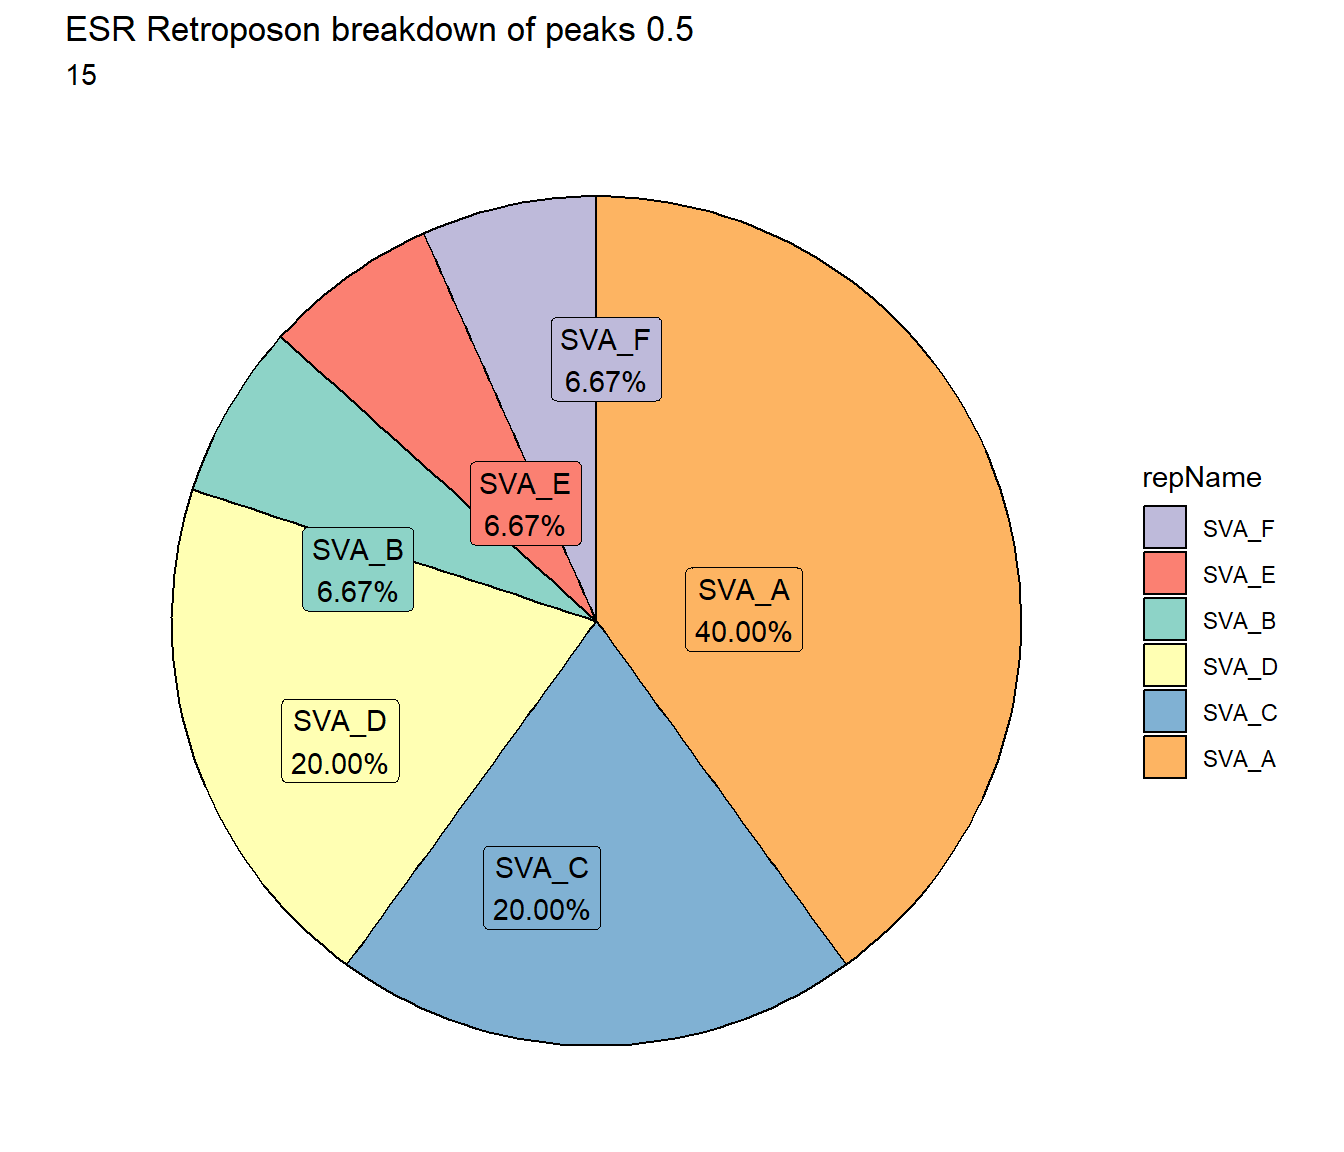 ESR Retroposon breakdown of peaks 0.5
15
SVA_F
6.67%
SVA_E
6.67%
SVA_B
6.67%
SVA_A
40.00%
SVA_D
20.00%
SVA_C
20.00%
repName
SVA_F
SVA_E
SVA_B
SVA_D
SVA_C
SVA_A